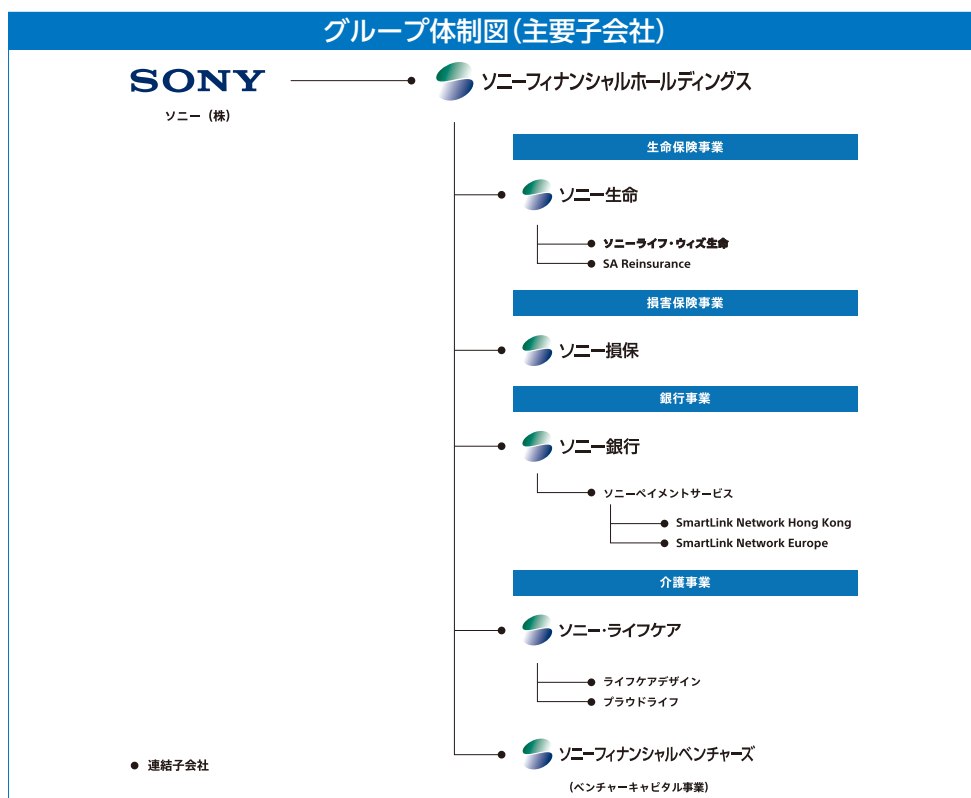 グループ体制図(主要子会社)
SONY
ソニー(株)
ソニーフィナンシャルホールディングス
生命保険事業
ソニー生命
ソニーライフ・ウィズ生命
SA Reinsurance
損害保険事業
ソニー損保
銀行事業
ソニー銀行
ソニーペイメントサービス
SmartLink Network Hong Kong
SmartLink Network Europe
介護事業
ソニー・ライフケア
ライフケアデザイン
プラウドライフ
ソニーフィナンシャルベンチャーズ
(ベンチャーキャピタル事業)
● 連結子会社